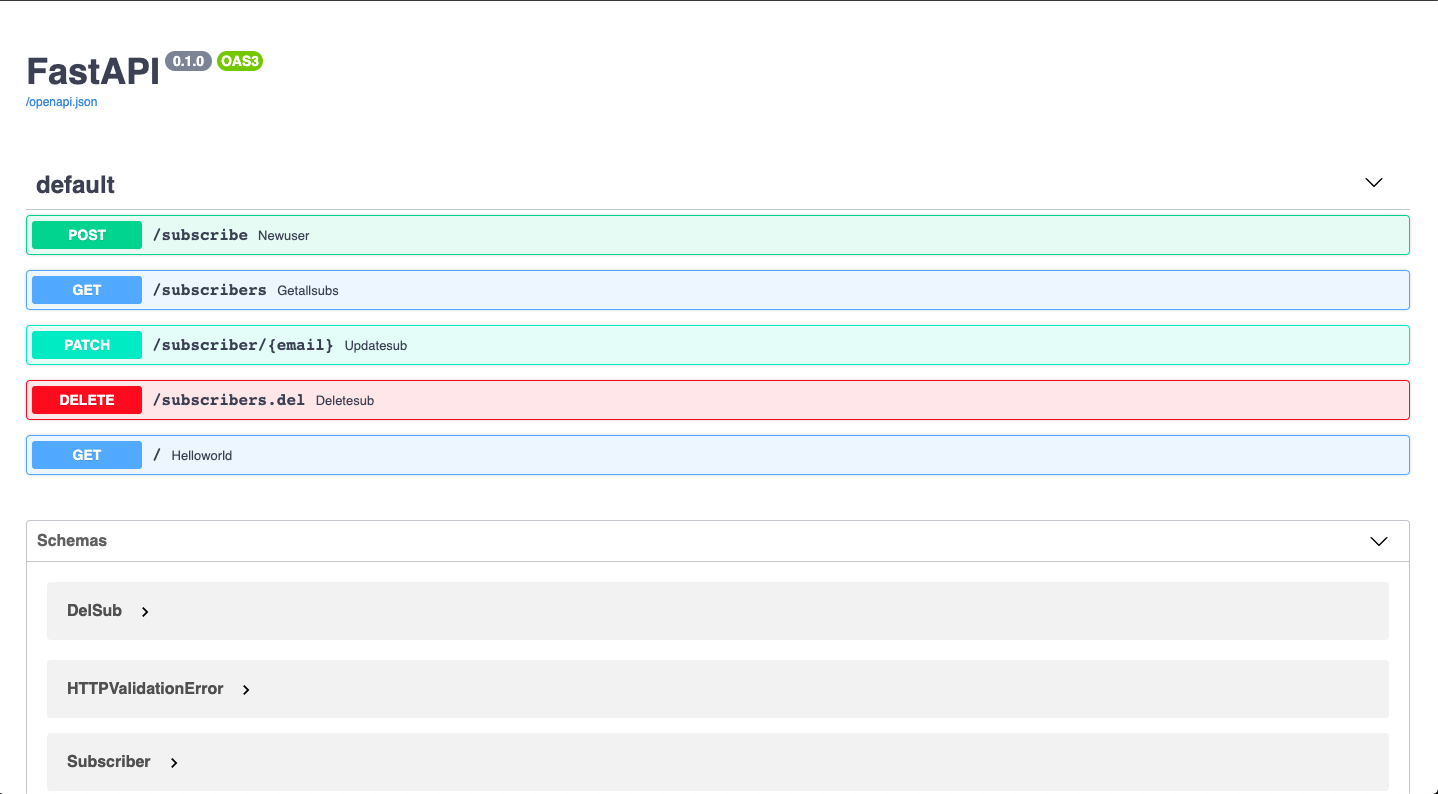 FastAPI 0.1.0 OAS3
/openapi.json
default
POST /subscribe Newuser
GET /subscribers Getallsubs
PATCH /subscriber/{email} Updatesub
DELETE /subscribers.del Deletesub
GET / Helloworld
Schemas
DelSub
HTTPValidationError
Subscriber